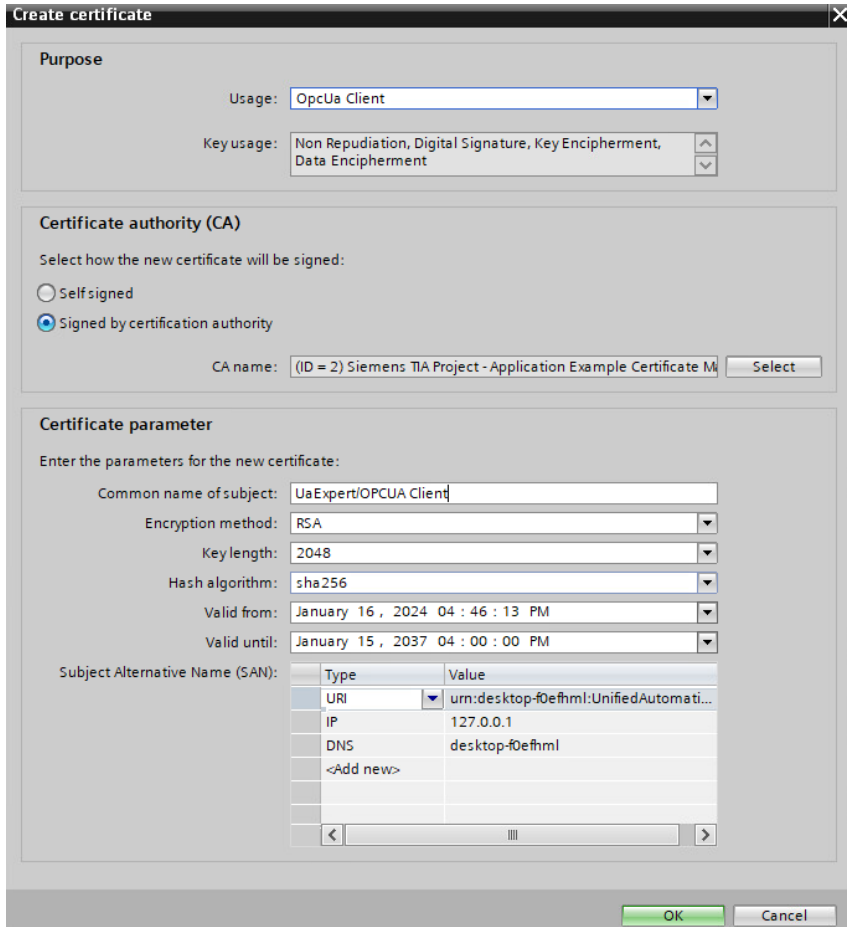 Create certificate
Purpose
Usage: OpcUa Client
Key usage: Non Repudiation, Digital Signature, Key Encipherment,
Data Encipherment
Certificate authority (CA)
Select how the new certificate will be signed:
Self signed
Signed by certification authority
CA name: (ID = 2) Siemens TIA Project - Application Example Certificate M Select
Certificate parameter
Enter the parameters for the new certificate:
Common name of subject: UaExpert/OPCUA Client
Encryption method: RSA
Key length: 2048
Hash algorithm: sha256
Valid from: January 16 , 2024 04 : 46 : 13 PM
Valid until: January 15 , 2037 04 : 00 : 00 PM
Subject Alternative Name (SAN): Type Value
URI urn:desktop-f0efhml:UnifiedAutomati...
IP 127.0.0.1
DNS desktop-f0efhml
<Add new>
OK Cancel